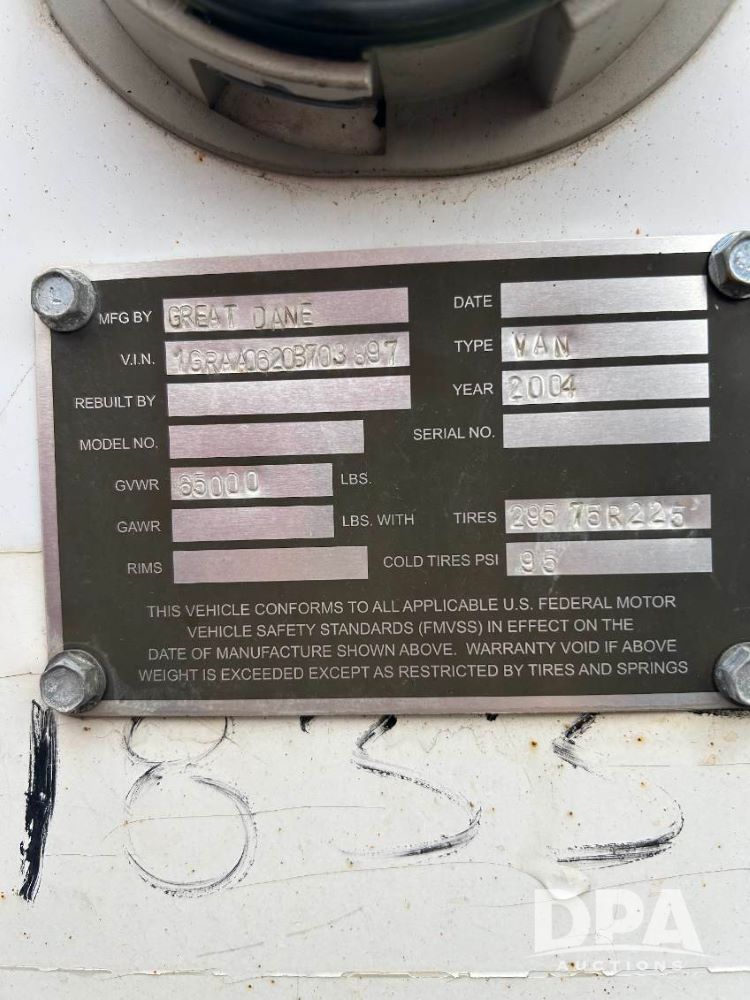 MFG BY GREAT DANE DATE
V.I.N. TYPE VAN
REBUILT BY YEAR 2004
MODEL NO. SERIAL NO.
GVWR 65000 LBS.
GAWR LBS. WITH TIRES 295 75R225
RIMS COLD TIRES PSI 95
THIS VEHICLE CONFORMS TO ALL APPLICABLE U.S. FEDERAL MOTOR
VEHICLE SAFETY STANDARDS (FMVSS) IN EFFECT ON THE
DATE OF MANUFACTURE SHOWN ABOVE. WARRANTY VOID IF ABOVE
WEIGHT IS EXCEEDED EXCEPT AS RESTRICTED BY TIRES AND SPRINGS
1833
DPA
AUCTIONS